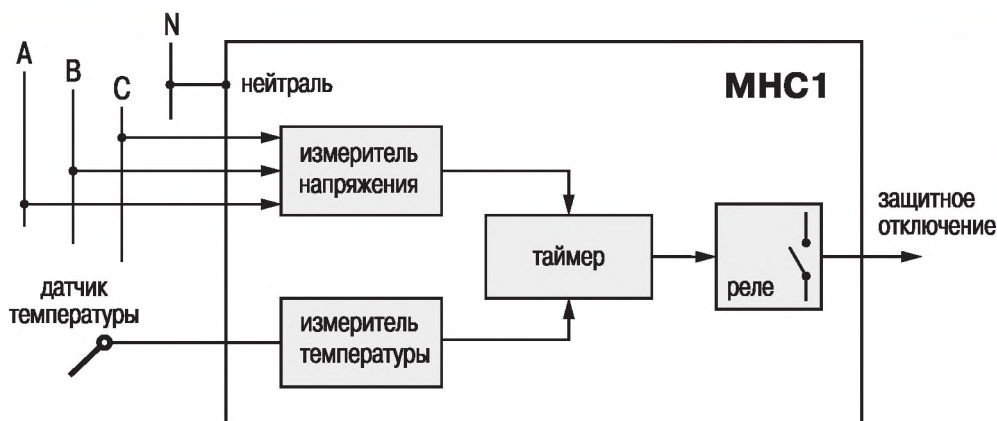 N
A
B
C
нейтраль
МНС1
измеритель
напряжения
защитное
отключение
таймер
реле
датчик
температуры
измеритель
температуры